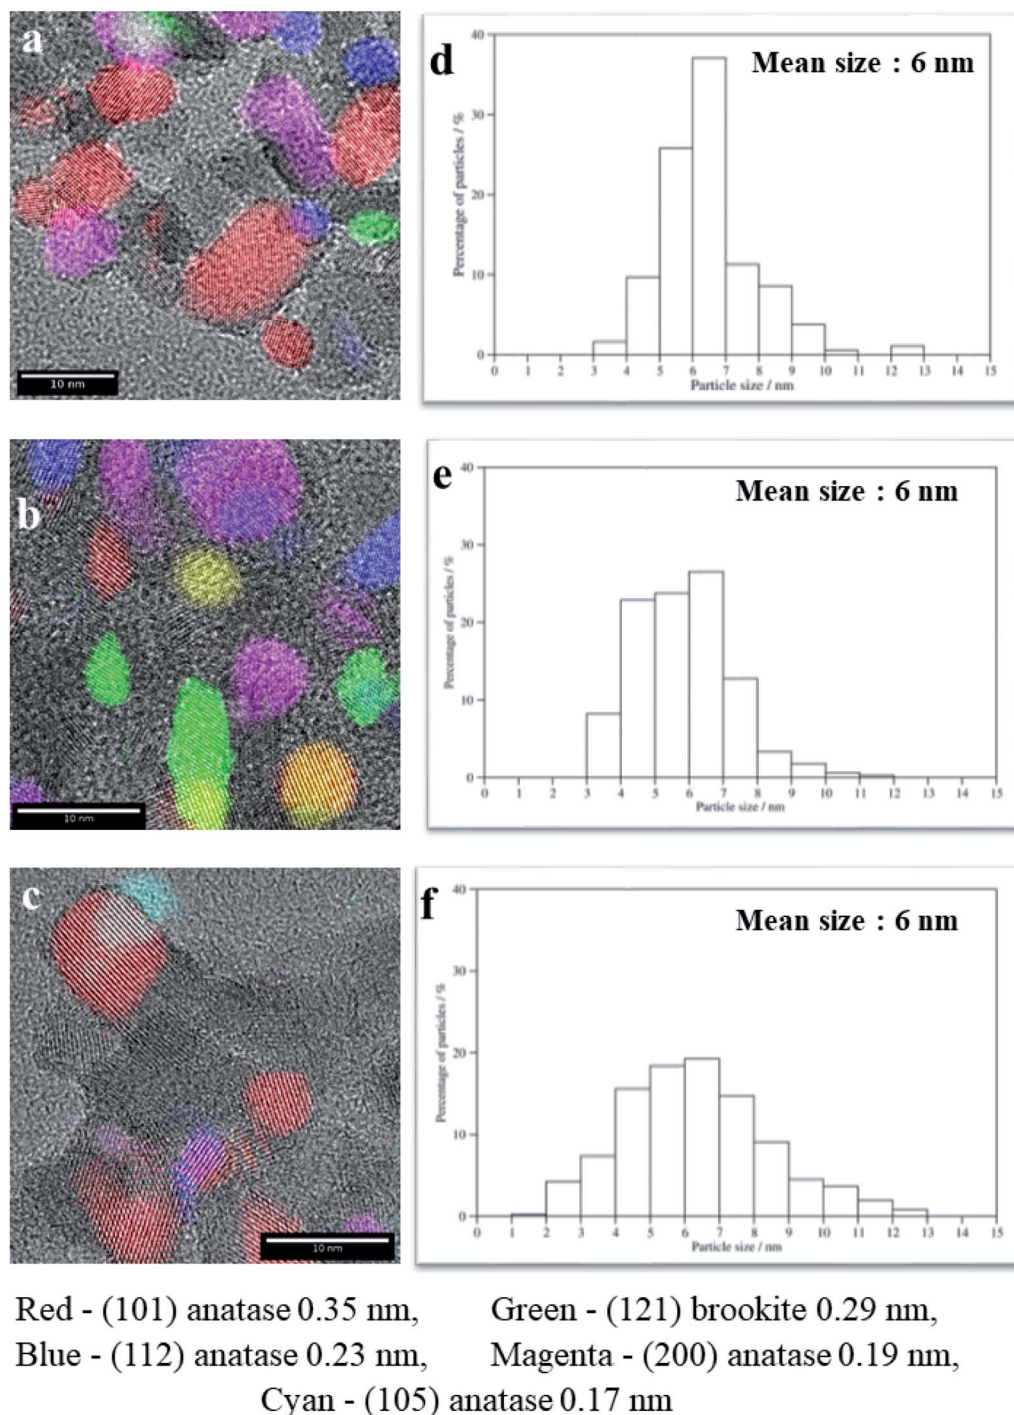 a
10 nm
d
Mean size : 6 nm
Percentage of particles / %
40
30
20
10
0
0 1 2 3 4 5 6 7 8 9 10 11 12 13 14 15
Particle size / nm
b
10 nm
e
Mean size : 6 nm
Percentage of particles / %
40
30
20
10
0
0 1 2 3 4 5 6 7 8 9 10 11 12 13 14 15
Particle size / nm
c
10 nm
f
Mean size : 6 nm
Percentage of particles / %
40
30
20
10
0
0 1 2 3 4 5 6 7 8 9 10 11 12 13 14 15
Particle size / nm
Red - (101) anatase 0.35 nm, Green - (121) brookite 0.29 nm,
Blue - (112) anatase 0.23 nm, Magenta - (200) anatase 0.19 nm,
Cyan - (105) anatase 0.17 nm